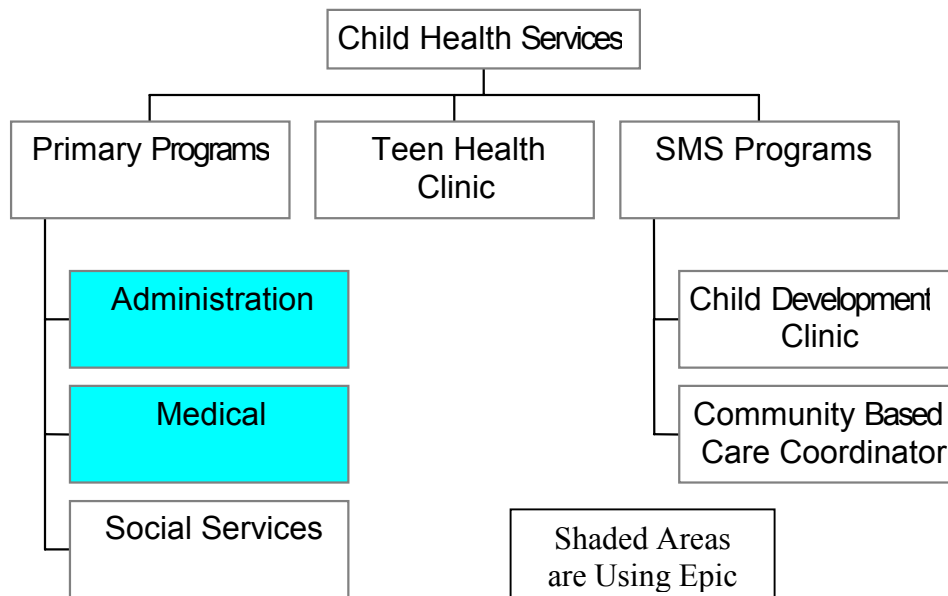 Child Health Services
Primary Programs
Teen Health
Clinic
SMS Programs
Administration
Medical
Social Services
Child Development
Clinic
Community Based
Care Coordinator
Shaded Areas
are Using Epic